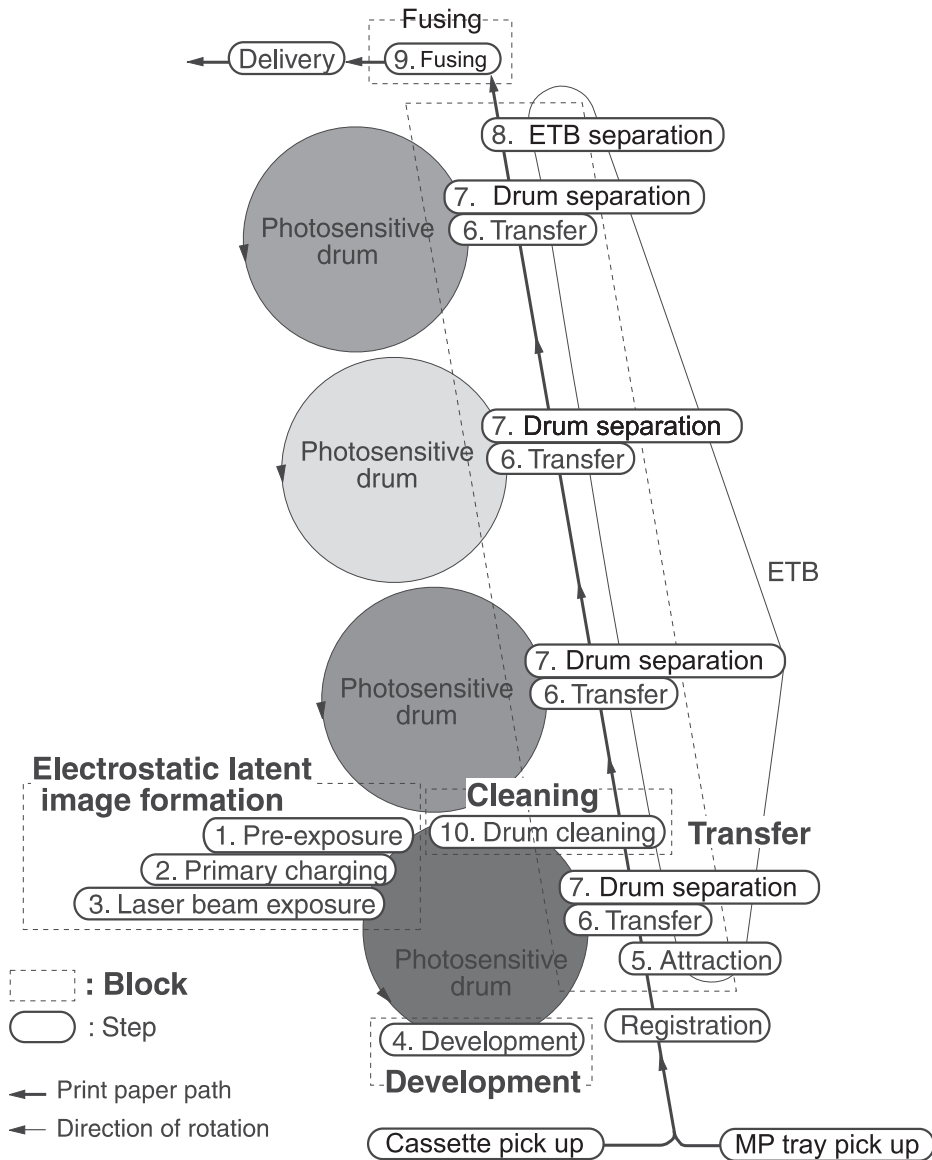 Fusing
Delivery
9. Fusing
8. ETB separation
7. Drum separation
Photosensitive
drum
6. Transfer
7. Drum separation
Photosensitive
drum
6. Transfer
ETB
7. Drum separation
Photosensitive
drum
6. Transfer
Electrostatic latent
image formation
Cleaning
1. Pre-exposure
10. Drum cleaning
Transfer
2. Primary charging
3. Laser beam exposure
7. Drum separation
6. Transfer
Photosensitive
drum
5. Attraction
: Block
: Step
Registration
4. Development
Development
Print paper path
Direction of rotation
Cassette pick up
MP tray pick up